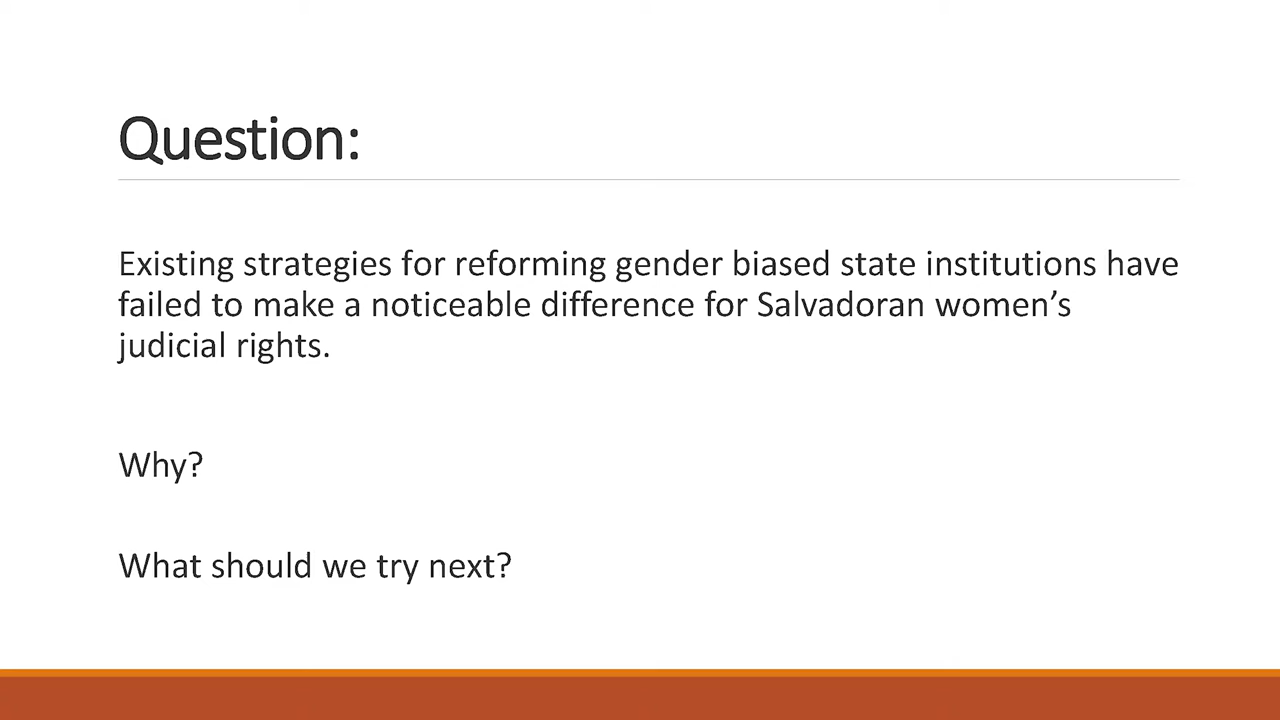 Question:
Existing strategies for reforming gender biased state institutions have
failed to make a noticeable difference for Salvadoran women’s
judicial rights.
Why?
What should we try next?